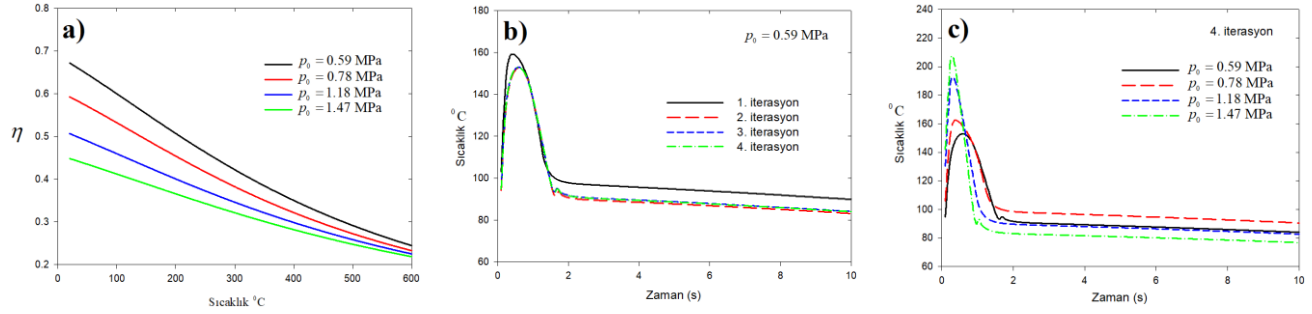 a)
0.8
0.7
0.6
0.5
0.4
0.3
0.2
η
p₀ = 0.59 MPa
p₀ = 0.78 MPa
p₀ = 1.18 MPa
p₀ = 1.47 MPa
0 100 200 300 400 500 600
Sıcaklık ⁰C
b)
p₀ = 0.59 MPa
180
160
140
120
100
80
60
Sıcaklık ⁰C
1. iterasyon
2. iterasyon
3. iterasyon
4. iterasyon
0 2 4 6 8 10
Zaman (s)
c)
4. iterasyon
240
220
200
180
160
140
120
100
80
60
Sıcaklık ⁰C
p₀ = 0.59 MPa
p₀ = 0.78 MPa
p₀ = 1.18 MPa
p₀ = 1.47 MPa
0 2 4 6 8 10
Zaman (s)